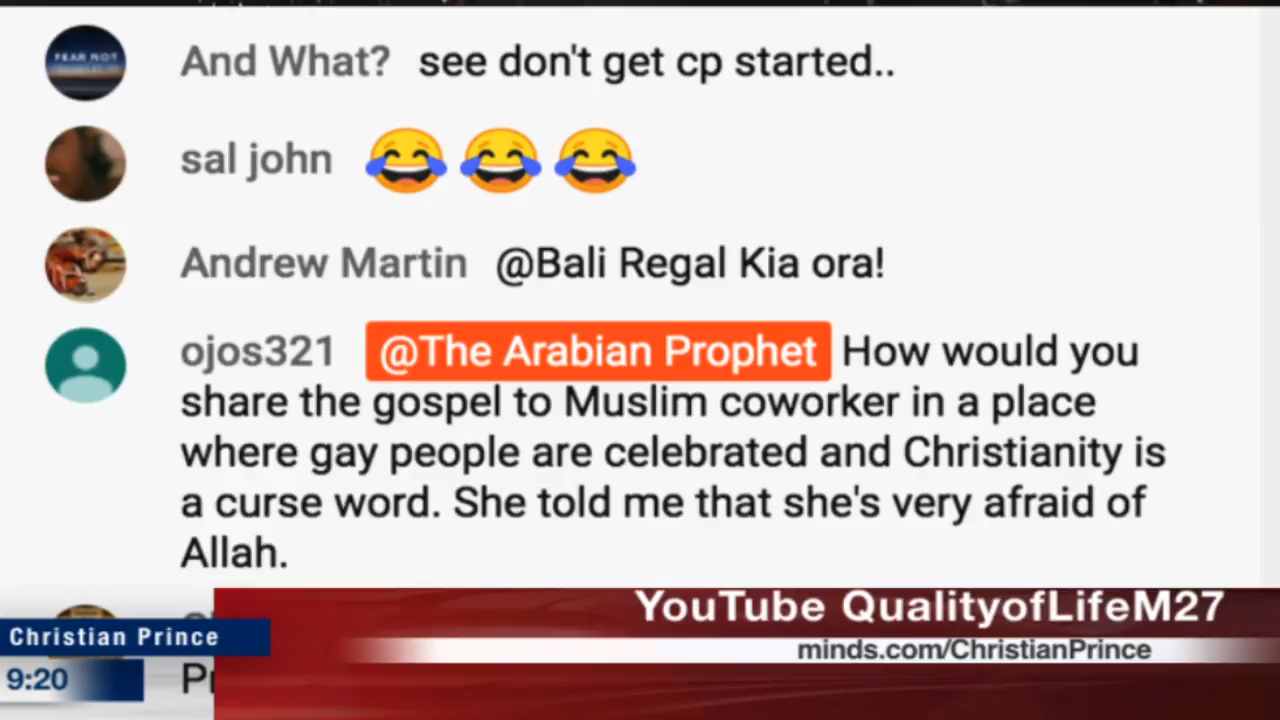 FEAR NOT
And What? see don't get cp started..
sal john 😂😂😂
Andrew Martin @Bali Regal Kia ora!
ojos321 @The Arabian Prophet How would you
share the gospel to Muslim coworker in a place
where gay people are celebrated and Christianity is
a curse word. She told me that she's very afraid of
Allah.
YouTube QualityofLifeM27
Christian Prince
minds.com/ChristianPrince
9:20